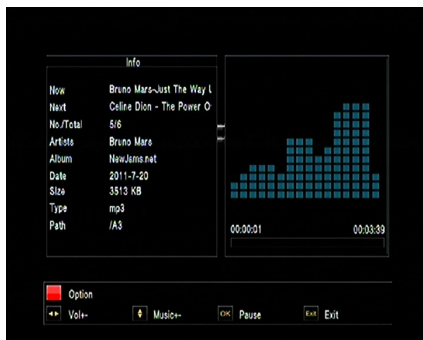 Info
Now Bruno Mars-Just The Way L
Next Celine Dion - The Power O
No./Total 5/6
Artists Bruno Mars
Album NewJams.net
Date 2011-7-20
Size 3513 KB
Type mp3
Path /A3
00:00:01 00:03:39
Option
Vol+- Music+- OK Pause Exit Exit